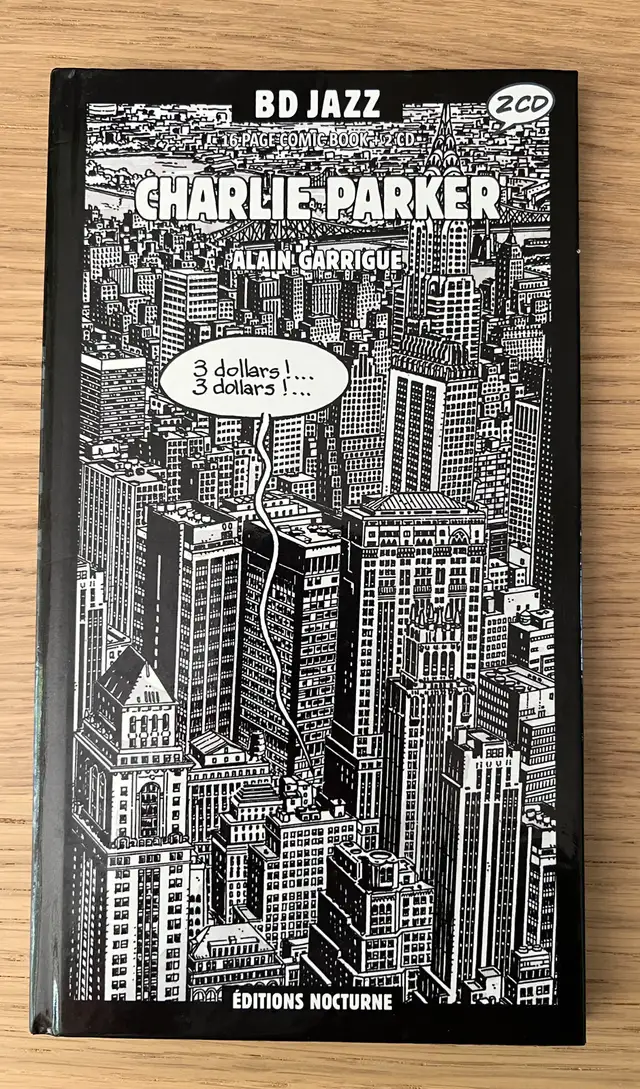 BD JAZZ
2CD
16 PAGE COMIC BOOK + 2 CD
CHARLIE PARKER
ALAIN GARRIGUE
3 dollars !...
3 dollars !...
ÉDITIONS NOCTURNE